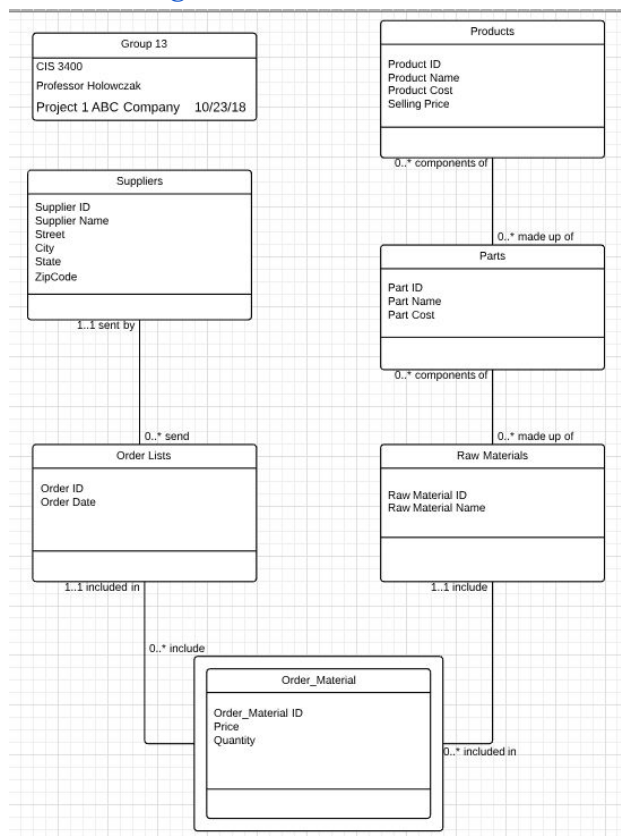 Group 13
CIS 3400
Professor Holowczak
Project 1 ABC Company 10/23/18
Products
Product ID
Product Name
Product Cost
Selling Price
0..* components of
Suppliers
Supplier ID
Supplier Name
Street
City
State
ZipCode
1..1 sent by
0..* made up of
Parts
Part ID
Part Name
Part Cost
0..* components of
0..* send
Order Lists
Order ID
Order Date
1..1 included in
0..* made up of
Raw Materials
Raw Material ID
Raw Material Name
1..1 include
0..* include
Order_Material
Order_Material ID
Price
Quantity
0..* included in